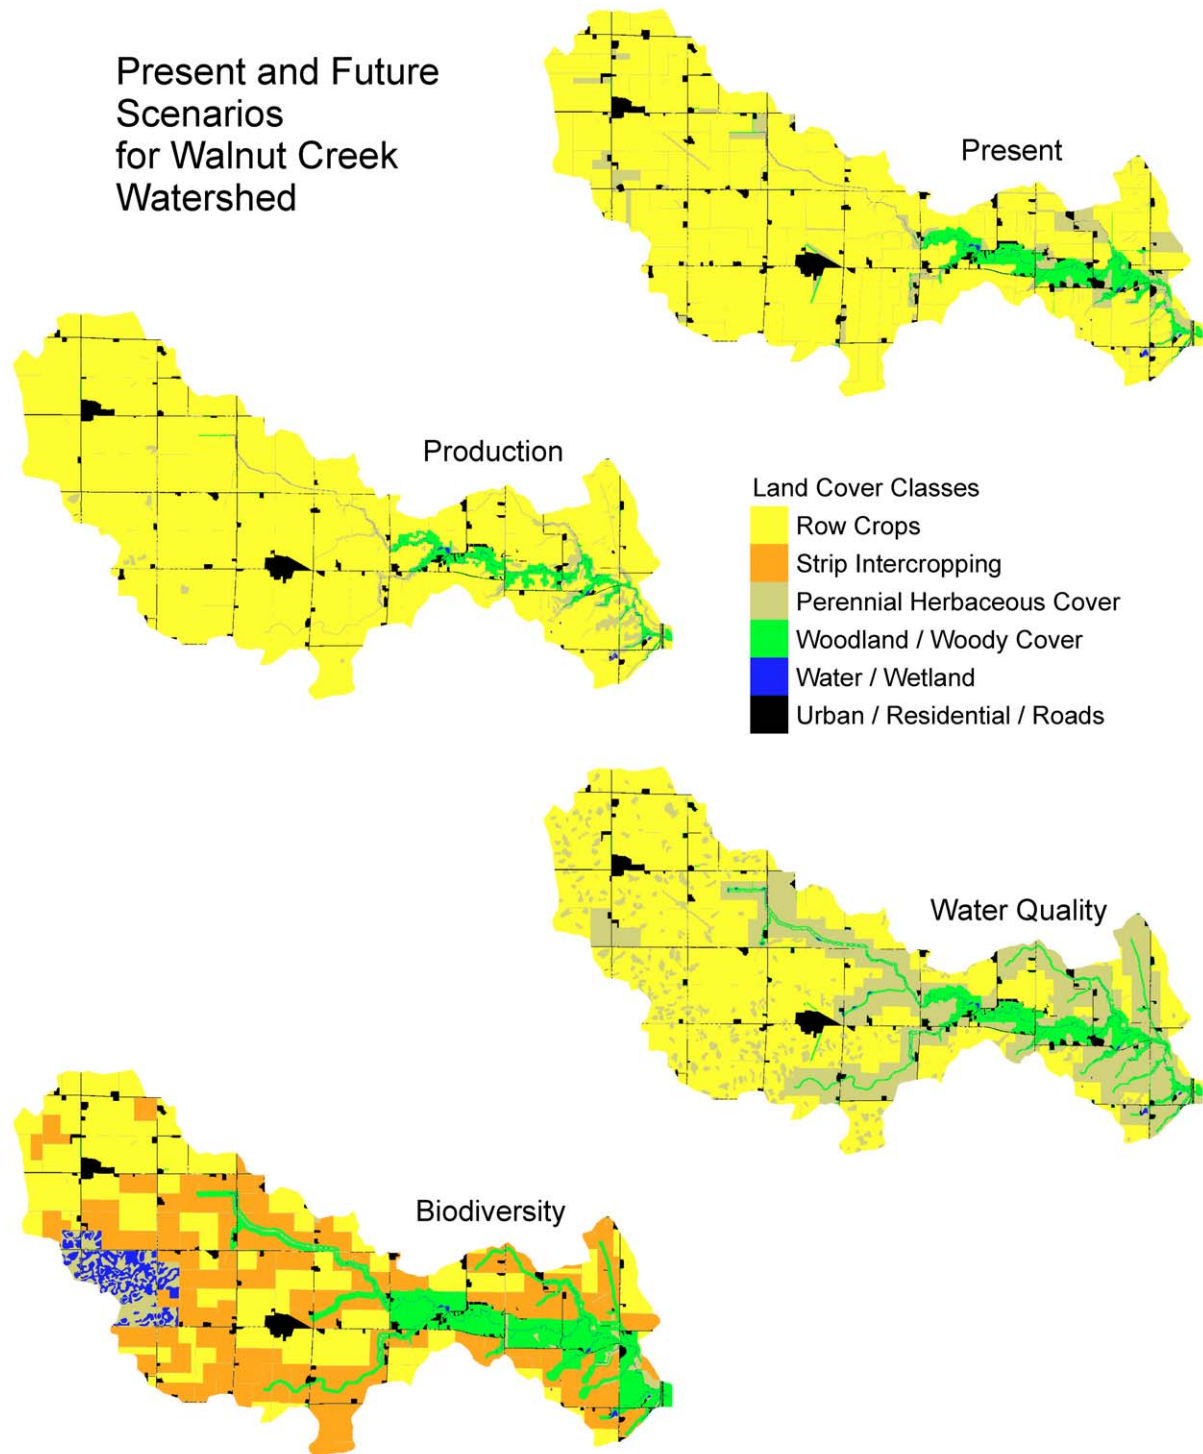 Present and Future
Scenarios
for Walnut Creek
Watershed
Present
Production
Land Cover Classes
Row Crops
Strip Intercropping
Perennial Herbaceous Cover
Woodland / Woody Cover
Water / Wetland
Urban / Residential / Roads
Water Quality
Biodiversity